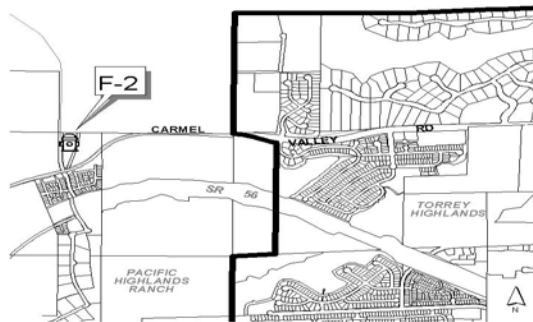 F-2
CARMEL VALLEY RD
SR 56
TORREY
HIGHLANDS
PACIFIC
HIGHLANDS
RANCH
N